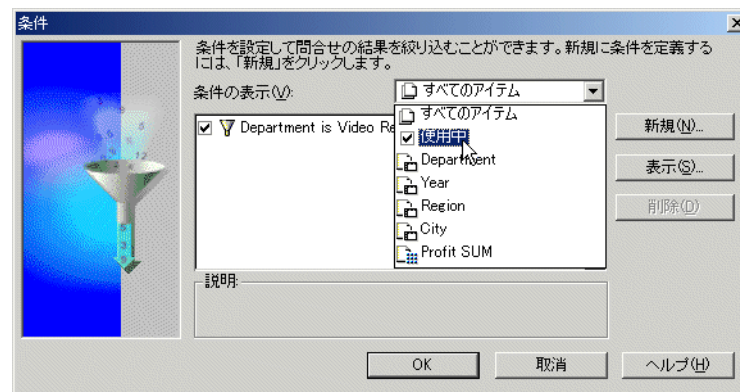 条件
条件を設定して問合せの結果を絞り込むことができます。新規に条件を定義する
には、「新規」をクリックします。
条件の表示(V):
すべてのアイテム
Department is Video Re
すべてのアイテム
使用中
Department
Year
Region
City
Profit SUM
新規(N)...
表示(S)...
削除(D)
説明:
OK
取消
ヘルプ(H)